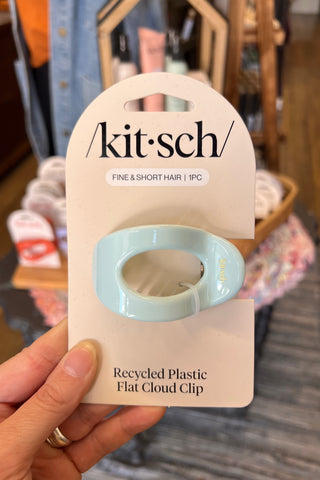 /kit·sch/
FINE & SHORT HAIR | 1PC
Recycled Plastic
Flat Cloud Clip